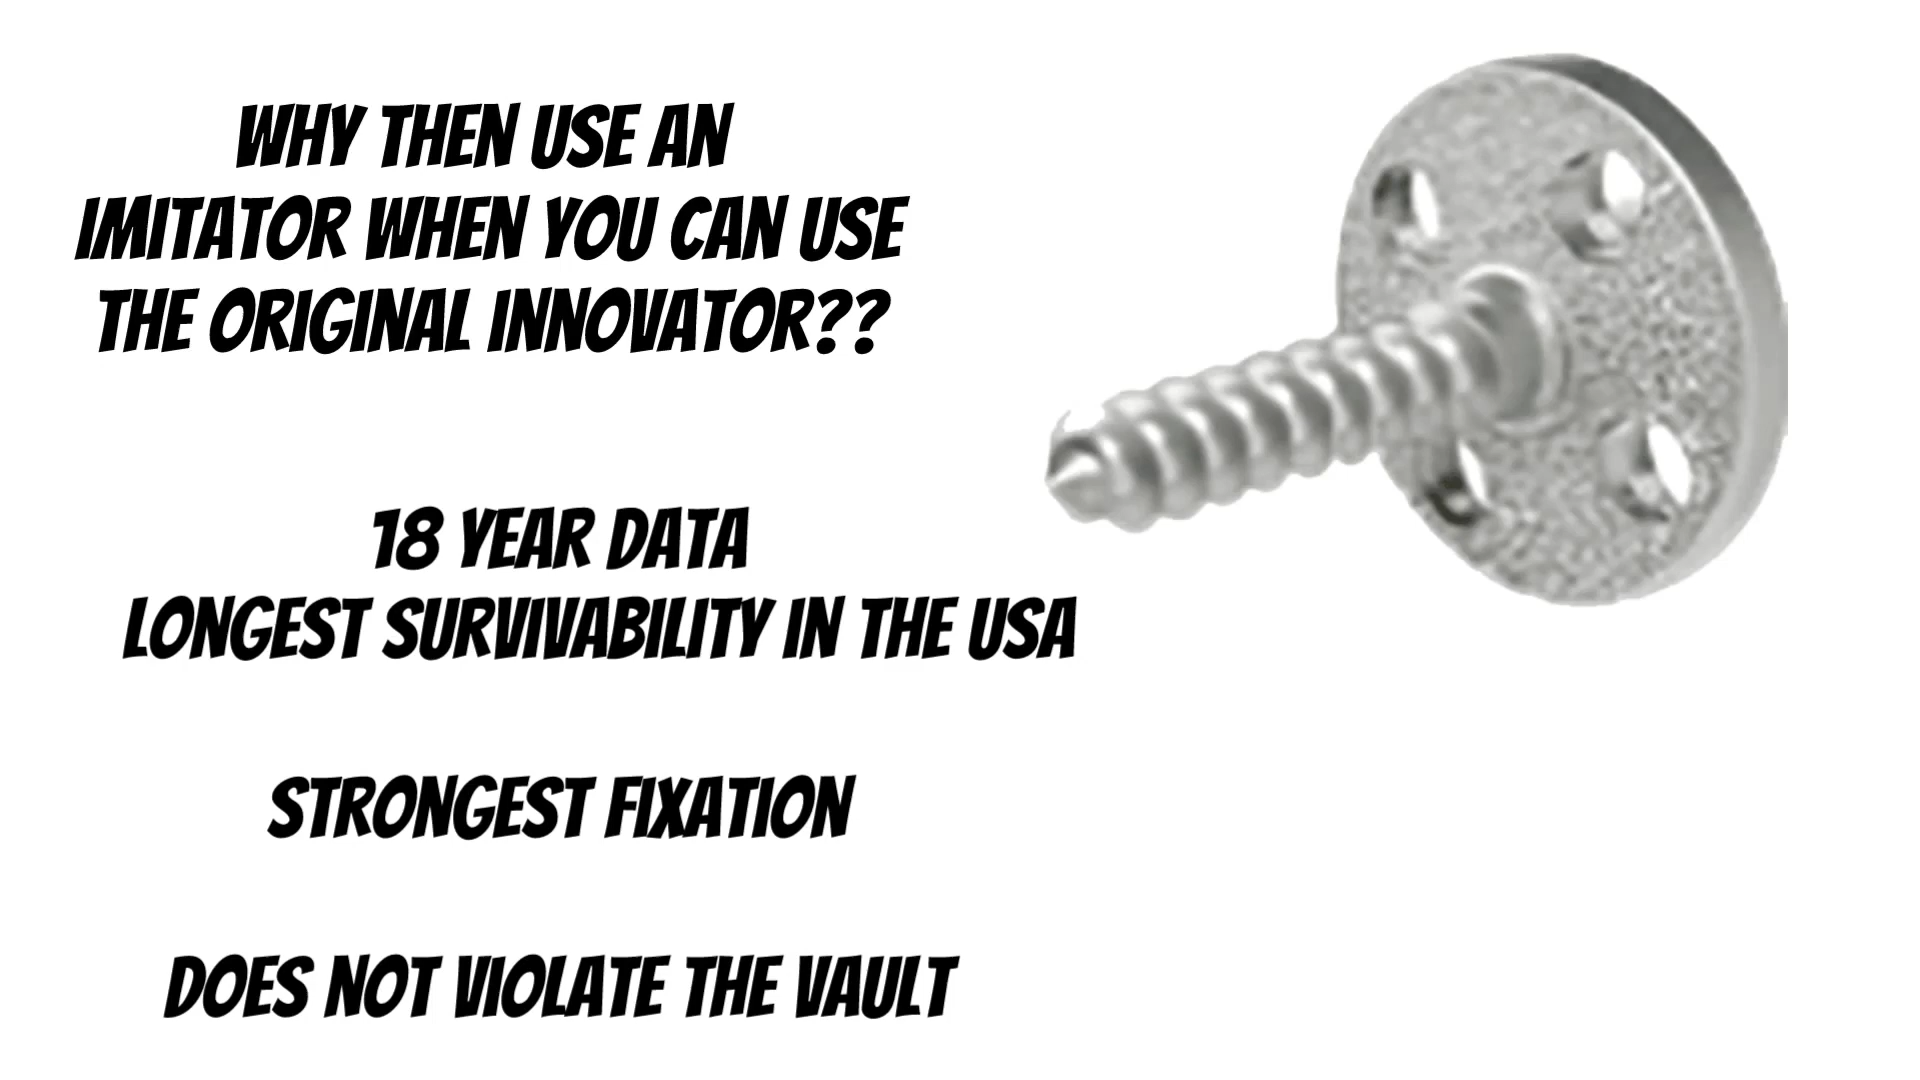 WHY THEN USE AN
IMITATOR WHEN YOU CAN USE
THE ORIGINAL INNOVATOR??
18 YEAR DATA
LONGEST SURVIVABILITY IN THE USA
STRONGEST FIXATION
DOES NOT VIOLATE THE VAULT